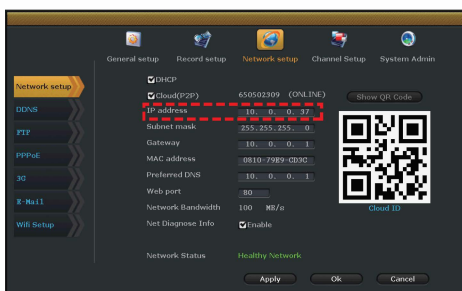 General setup Record setup Network setup Channel Setup System Admin
Network setup
DDNS
FTP
PPPoE
3G
E-Mail
Wifi Setup
DHCP
Cloud(P2P) 650502309 (ONLINE) Show QR Code
IP address 10. 0. 0. 37
Subnet mask 255.255.255. 0
Gateway 10. 0. 0. 1
MAC address 0810-79E9-CD3C
Preferred DNS 10. 0. 0. 1
Web port 80
Network Bandwidth 100 MB/s
Cloud ID
Net Diagnose Info Enable
Network Status Healthy Network
Apply Ok Cancel